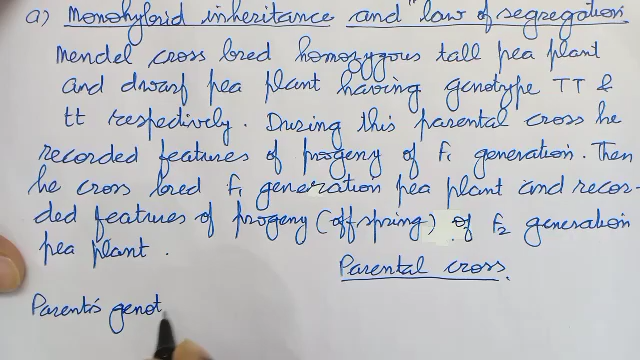 a) Monohybrid inheritance and "law of segregation
Mendel cross bred homozygous tall pea plant
and dwarf pea plant having genotype TT &
tt respectively. During this parental cross he
recorded features of progeny of F1 generation. Then
he cross bred F1 generation pea plant and recor-
ded features of progeny (offspring) of F2 generation
pea plant.
Parental cross.
Parent's genot